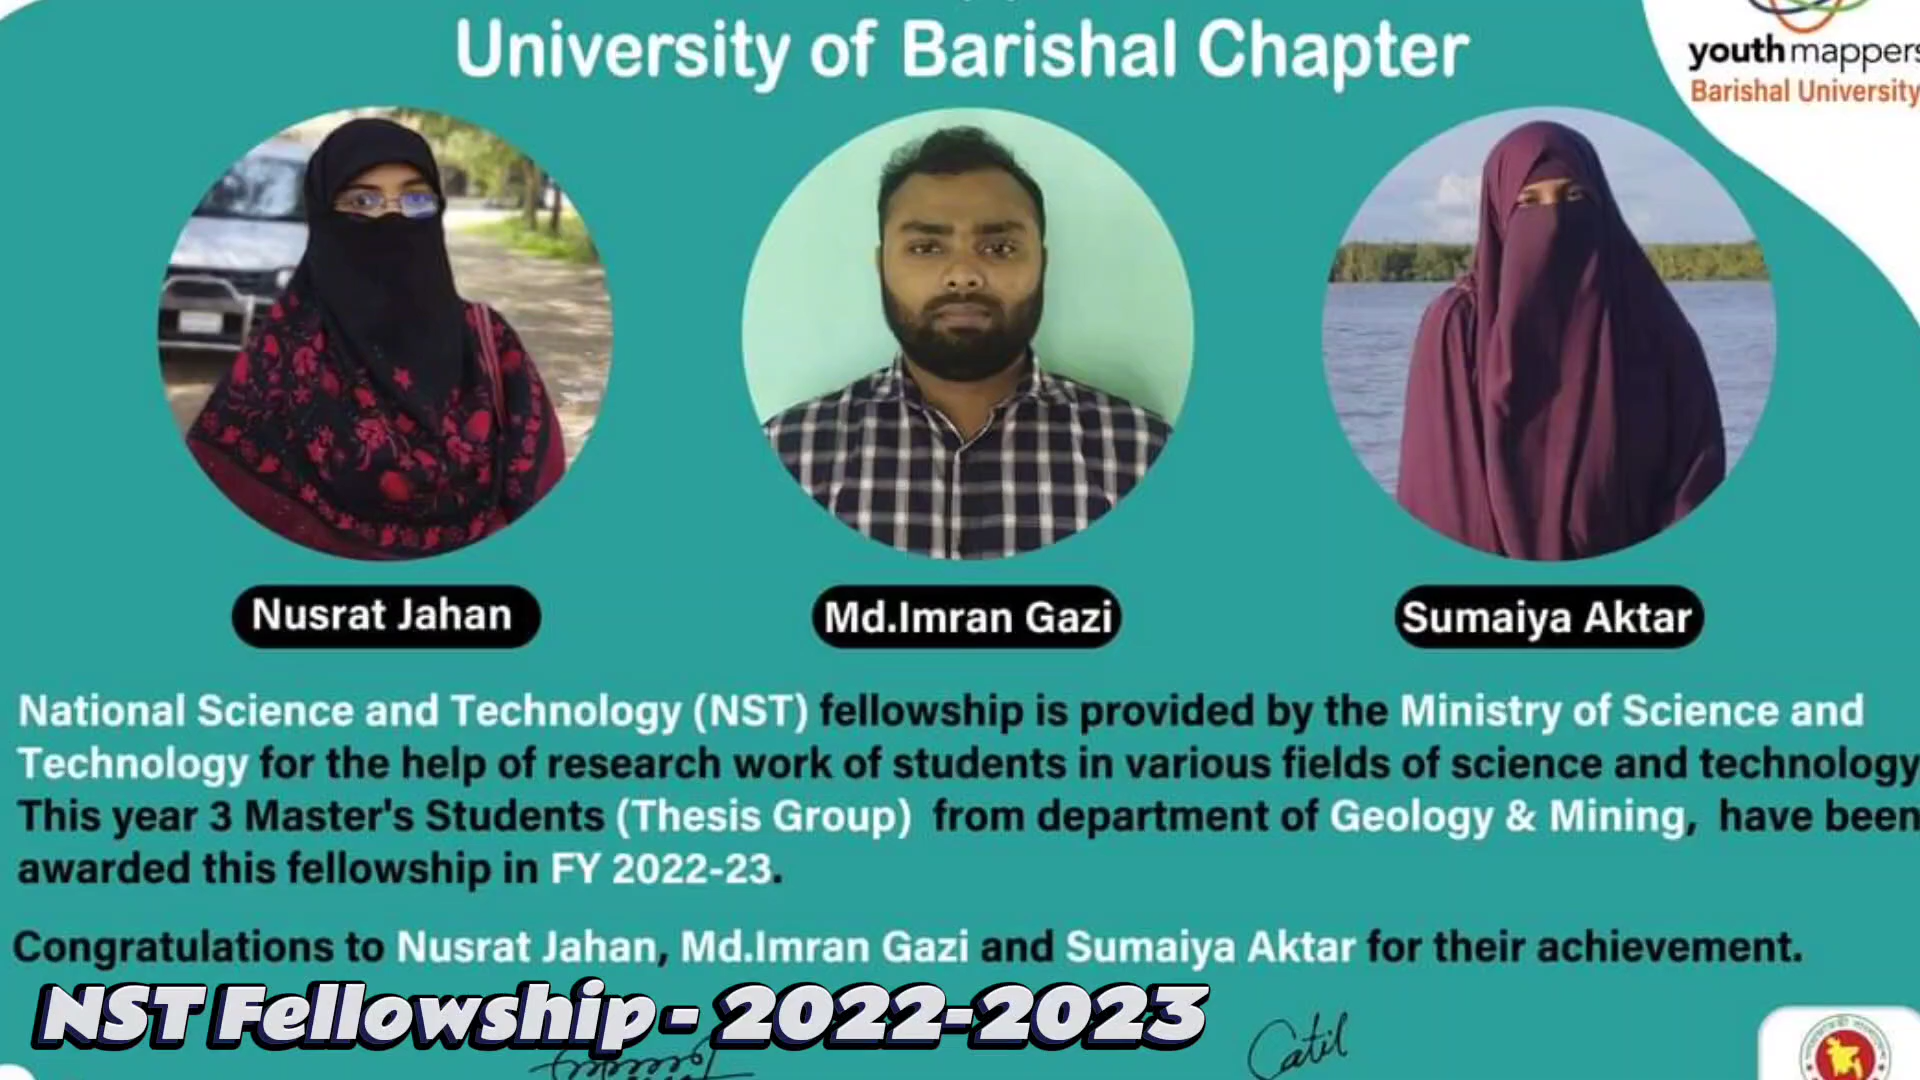 University of Barishal Chapter
youthmappers
Barishal University
Nusrat Jahan
Md.Imran Gazi
Sumaiya Aktar
National Science and Technology (NST) fellowship is provided by the Ministry of Science and
Technology for the help of research work of students in various fields of science and technology
This year 3 Master's Students (Thesis Group) from department of Geology & Mining, have been
awarded this fellowship in FY 2022-23.
Congratulations to Nusrat Jahan, Md.Imran Gazi and Sumaiya Aktar for their achievement.
NST Fellowship - 2022-2023